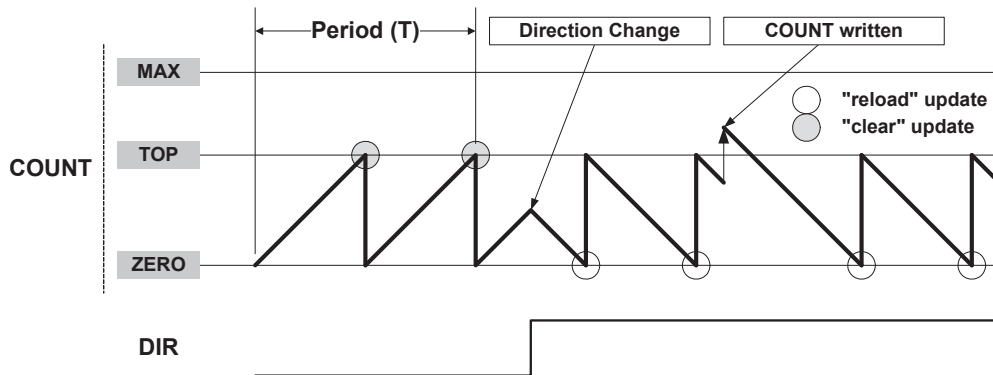 Period (T)
Direction Change
COUNT written
MAX
"reload" update
"clear" update
TOP
COUNT
ZERO
DIR